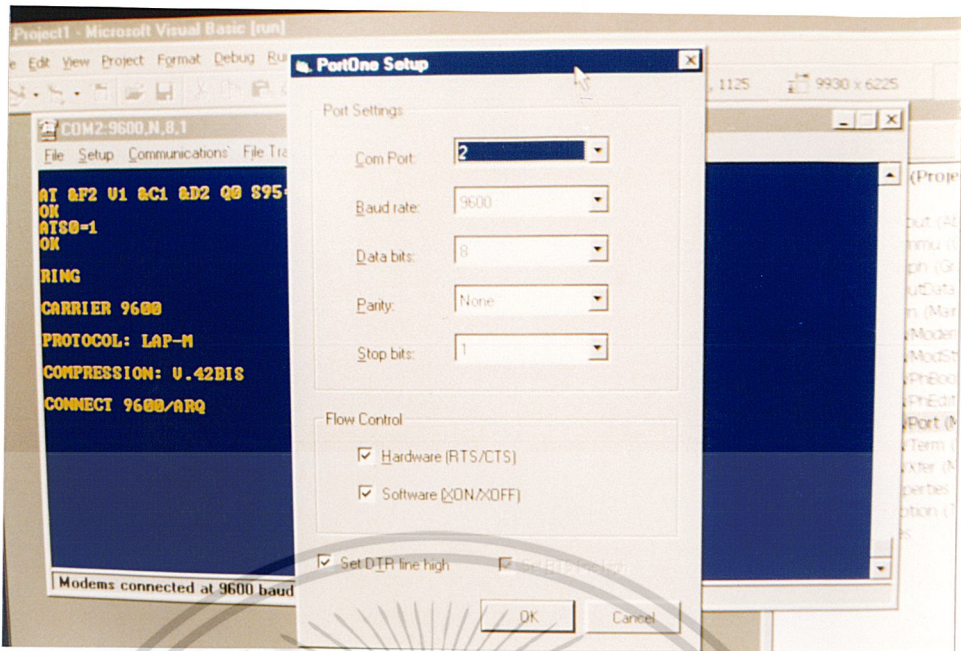 Project1 - Microsoft Visual Basic [run]
Edit View Project Format Debug
, 1125
9930 x 6225
COM2:9600,N,8,1
File Setup Communications File
AT &F2 V1 &C1 &D2 Q0 S95=
OK
ATS0=1
OK
RING
CARRIER 9600
PROTOCOL: LAP-M
COMPRESSION: V.42BIS
CONNECT 9600/ARQ
Modems connected at 9600 baud
PortOne Setup
Port Settings
Com Port: 2
Baud rate: 9600
Data bits: 8
Parity: None
Stop bits: 1
Flow Control
Hardware (RTS/CTS)
Software (XON/XOFF)
Set DTR line high
OK Cancel